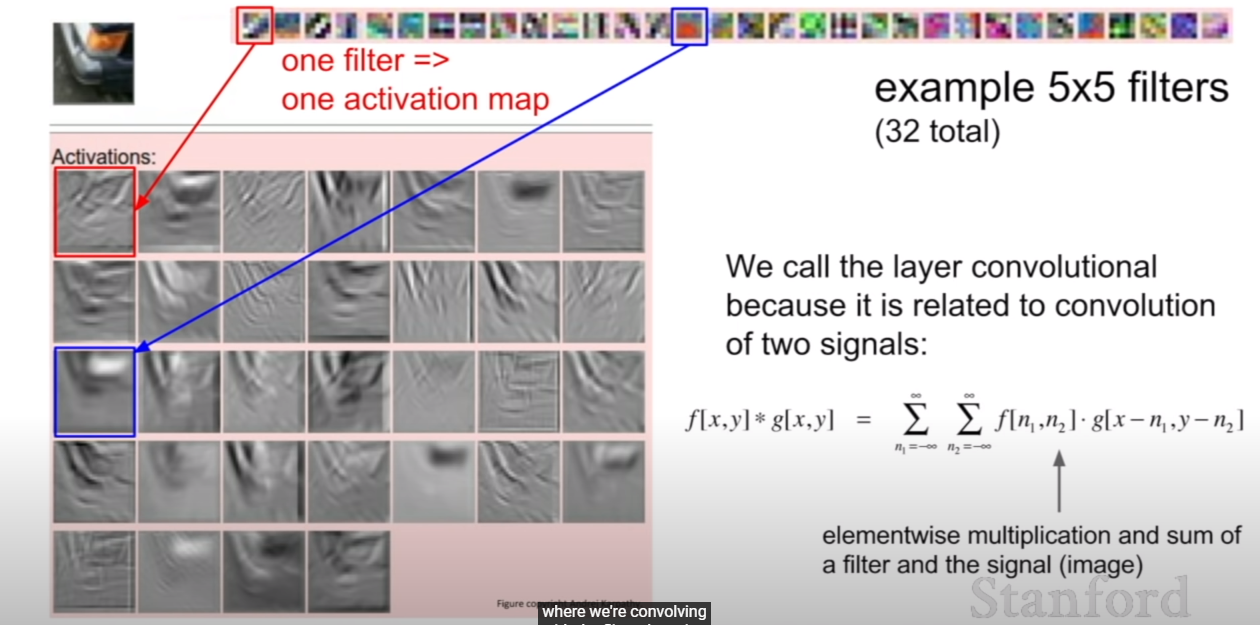 one filter =>
one activation map
example 5x5 filters
(32 total)
Activations:
We call the layer convolutional
because it is related to convolution
of two signals:
f[x,y] * g[x,y] = ∑ n₁=-∞ ∞ ∑ n₂=-∞ ∞ f[n₁,n₂] · g[x-n₁,y-n₂]
elementwise multiplication and sum of
a filter and the signal (image)
Stanford
Figure
where we're convolving